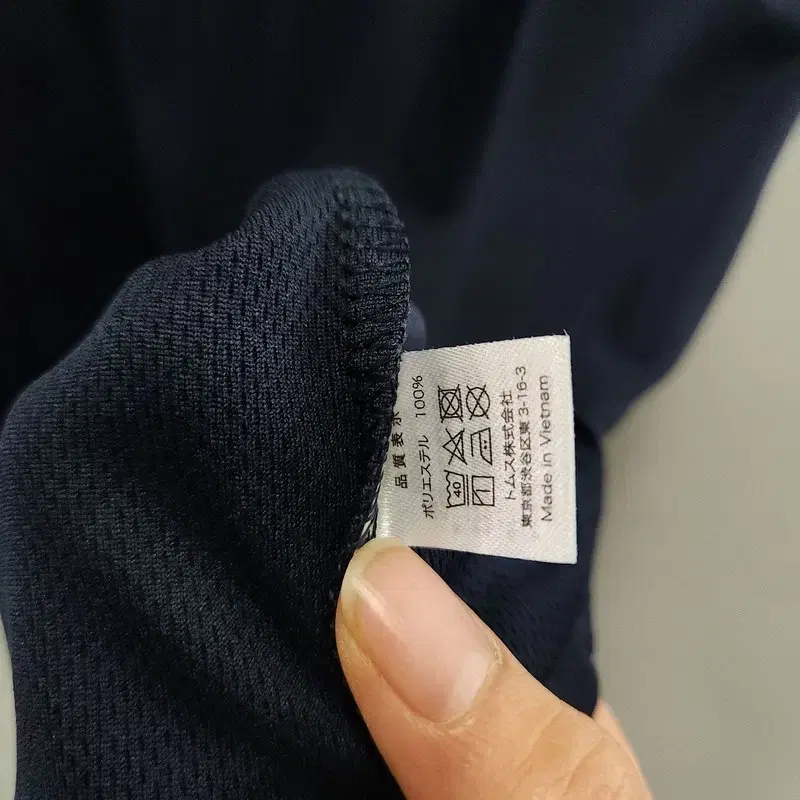 品質表示
ポリエステル 100%
40
トムス株式会社
東京都渋谷区東 3-16-3
Made in Vietnam